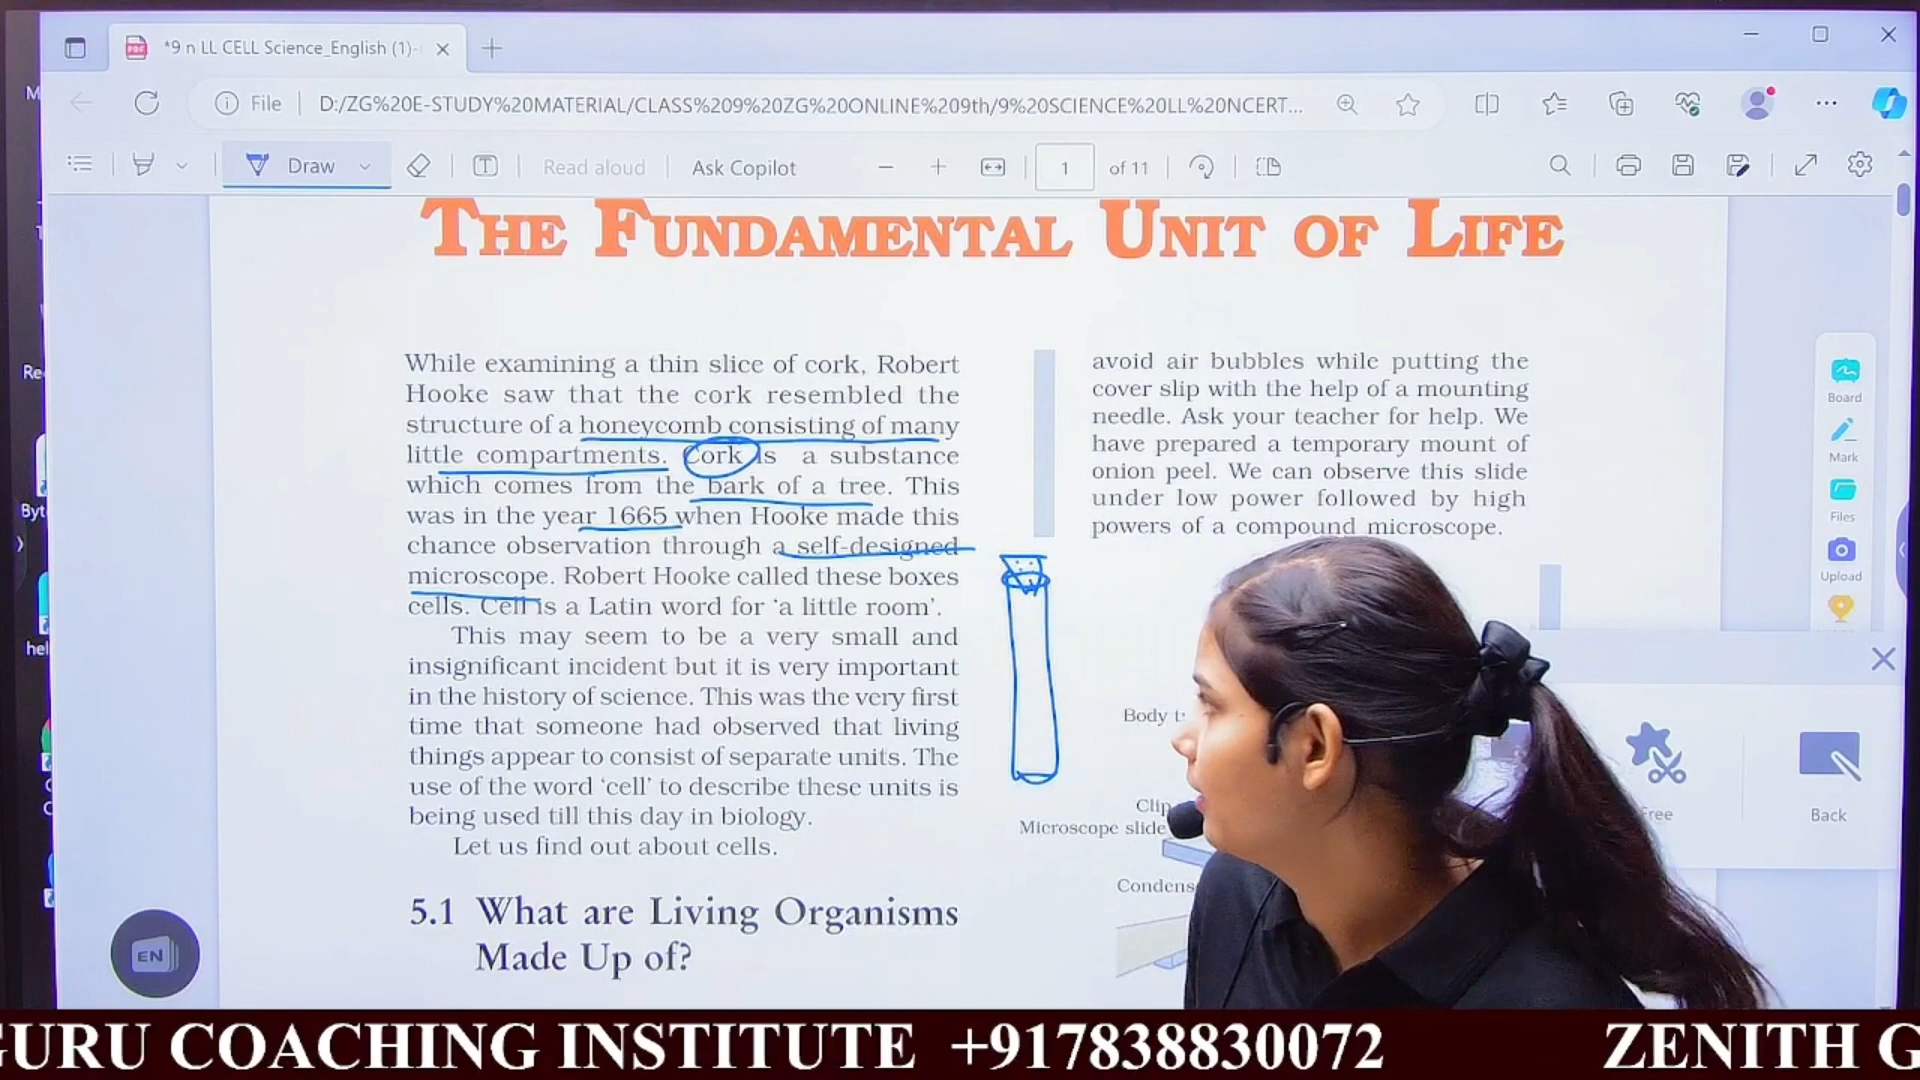 *9 n LL CELL Science_English (1)-
File
D:/ZG%20E-STUDY%20MATERIAL/CLASS%209%20ZG%20ONLINE%209th/9%20SCIENCE%20LL%20NCERT...
Draw
Read aloud
Ask Copilot
1 of 11
THE FUNDAMENTAL UNIT OF LIFE
While examining a thin slice of cork, Robert
Hooke saw that the cork resembled the
structure of a honeycomb consisting of many
little compartments. Cork is a substance
which comes from the bark of a tree. This
was in the year 1665 when Hooke made this
chance observation through a self-designed
microscope. Robert Hooke called these boxes
cells. Cell is a Latin word for ‘a little room’.
This may seem to be a very small and
insignificant incident but it is very important
in the history of science. This was the very first
time that someone had observed that living
things appear to consist of separate units. The
use of the word ‘cell’ to describe these units is
being used till this day in biology.
Let us find out about cells.
5.1 What are Living Organisms
Made Up of?
avoid air bubbles while putting the
cover slip with the help of a mounting
needle. Ask your teacher for help. We
have prepared a temporary mount of
onion peel. We can observe this slide
under low power followed by high
powers of a compound microscope.
Body
Clip
Microscope slide
Condens
Board
Mark
Files
Upload
Free
Back
EN
GURU COACHING INSTITUTE +917838830072 ZENITH G